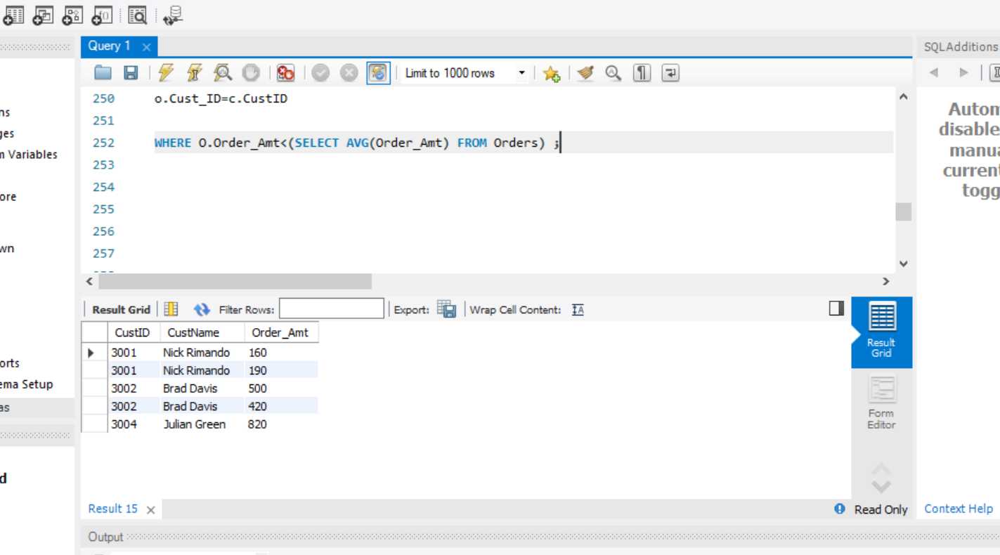 Query 1
SQLAdditions
Limit to 1000 rows
250 o.Cust_ID=c.CustID
251
252 WHERE O.Order_Amt<(SELECT AVG(Order_Amt) FROM Orders) ;
253
254
255
256
257
ns
ges
m Variables
ore
wn
orts
ema Setup
as
d
Autom
disable
manua
current
togg
Result Grid Filter Rows: Export: Wrap Cell Content:
CustID CustName Order_Amt
3001 Nick Rimando 160
3001 Nick Rimando 190
3002 Brad Davis 500
3002 Brad Davis 420
3004 Julian Green 820
Result
Grid
Form
Editor
Result 15
Read Only
Context Help
Output